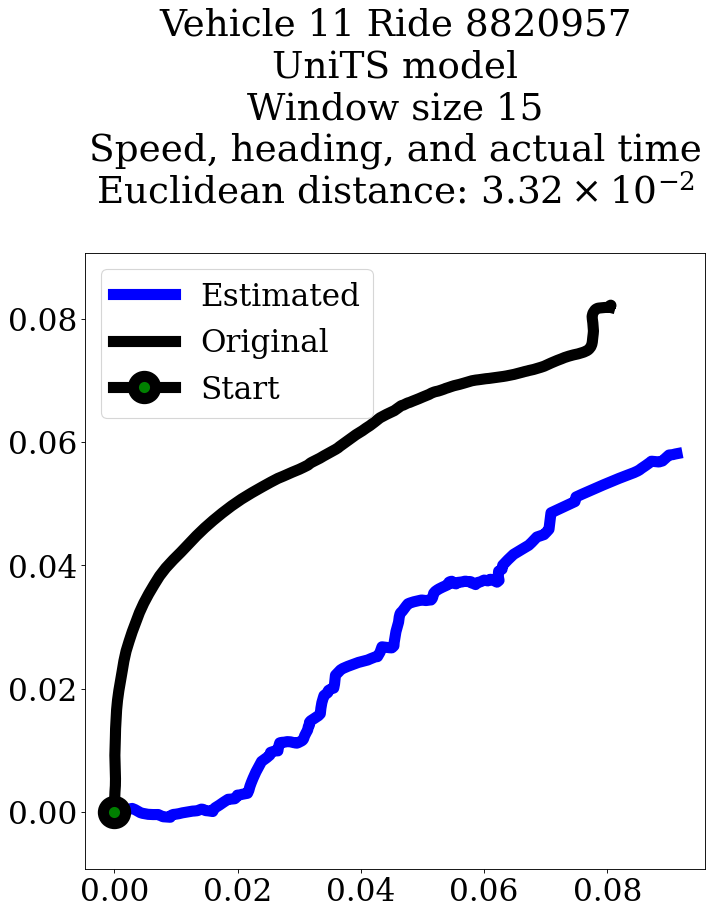 Vehicle 11 Ride 8820957
UniTS model
Window size 15
Speed, heading, and actual time
Euclidean distance: 3.32 × 10⁻²
Estimated
Original
Start
0.08
0.06
0.04
0.02
0.00
0.00 0.02 0.04 0.06 0.08